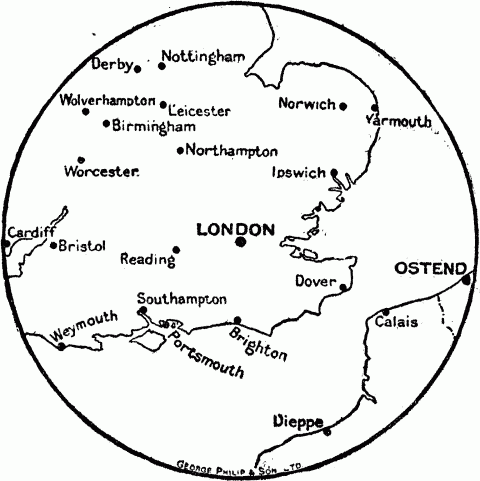 Nottingham
Derby
Wolverhampton
Leicester
Norwich
Yarmouth
Birmingham
Northampton
Worcester.
Ipswich
Cardiff
LONDON
Bristol
Reading
OSTEND
Dover
Southampton
Weymouth
Calais
Portsmouth
Brighton
Dieppe
GEORGE PHILIP & SON LTD